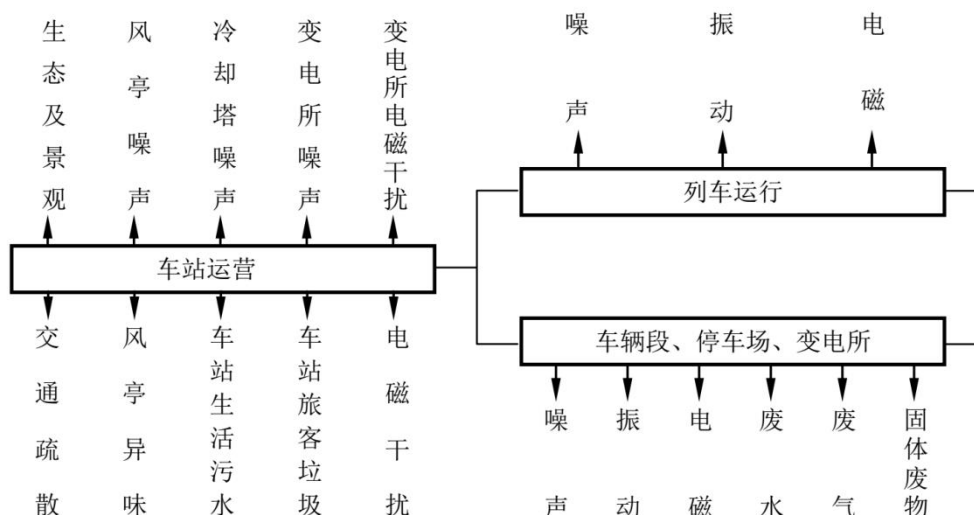 生态及景观
风亭噪声
冷却塔噪声
变电所噪声
变电所电磁干扰
车站运营
交通疏散
风亭异味
车站生活污水
车站旅客垃圾
电磁干扰
噪声
振动
电磁
列车运行
车辆段、停车场、变电所
噪声
振动
电磁
废水
废气
固体废物